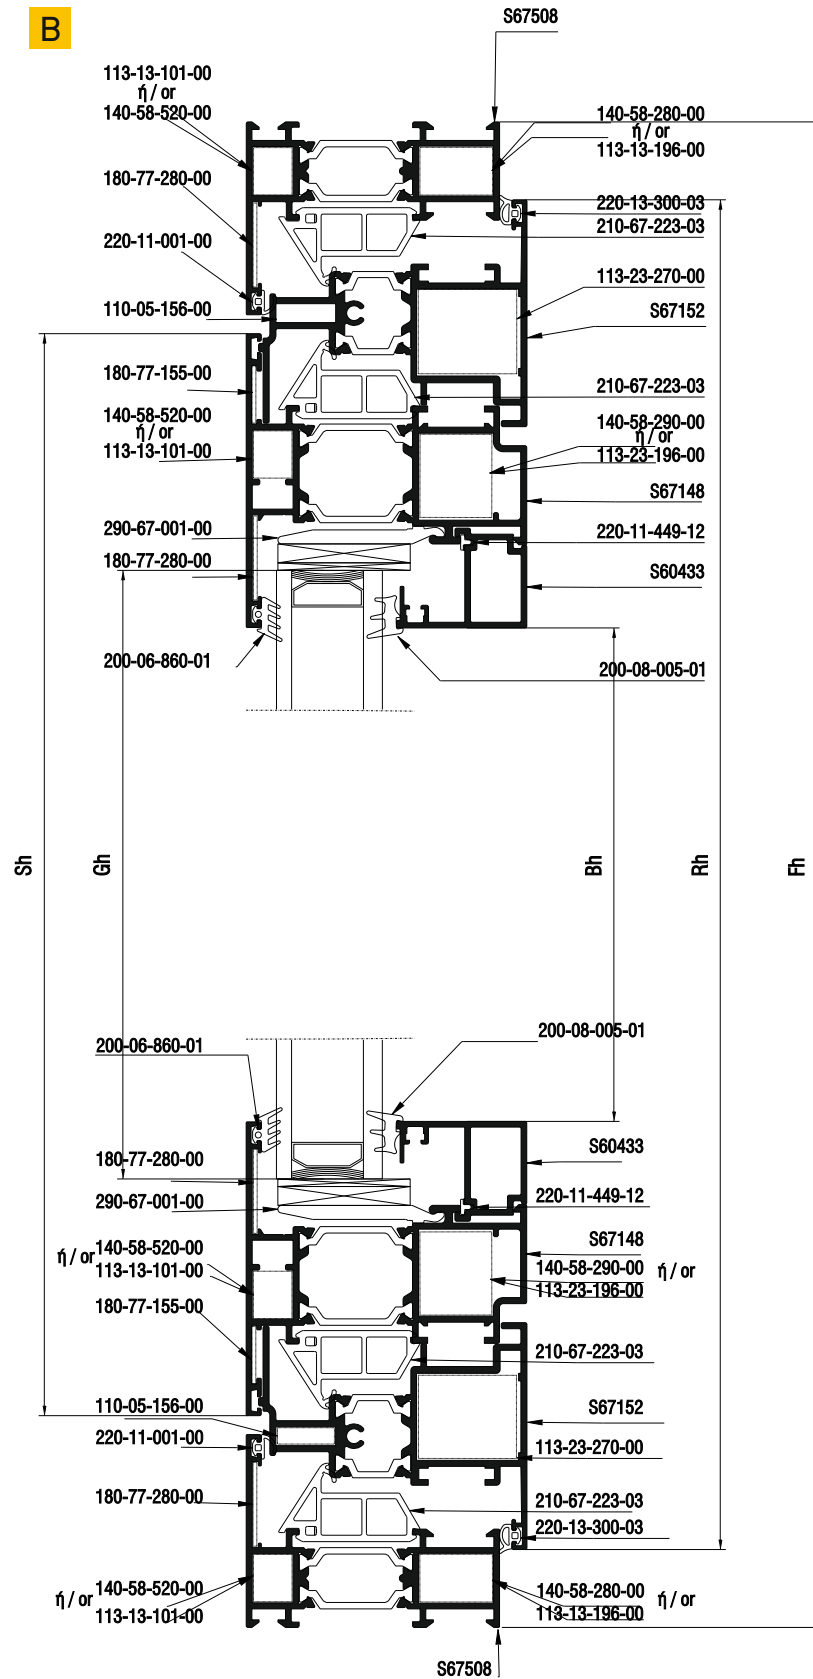 B
S67508
113-13-101-00
ή / or
140-58-520-00
140-58-280-00
ή / or
113-13-196-00
180-77-280-00
220-13-300-03
210-67-223-03
220-11-001-00
113-23-270-00
110-05-156-00
S67152
180-77-155-00
210-67-223-03
140-58-520-00
ή / or
113-13-101-00
140-58-290-00
ή / or
113-23-196-00
S67148
290-67-001-00
220-11-449-12
180-77-280-00
S60433
200-06-860-01
200-08-005-01
Sh
Gh
Bh
Rh
Fh
200-06-860-01
200-08-005-01
180-77-280-00
S60433
290-67-001-00
220-11-449-12
S67148
ή / or
140-58-520-00
113-13-101-00
140-58-290-00
ή / or
113-23-196-00
180-77-155-00
210-67-223-03
110-05-156-00
S67152
220-11-001-00
113-23-270-00
180-77-280-00
210-67-223-03
220-13-300-03
ή / or
140-58-520-00
113-13-101-00
140-58-280-00
ή / or
113-13-196-00
S67508